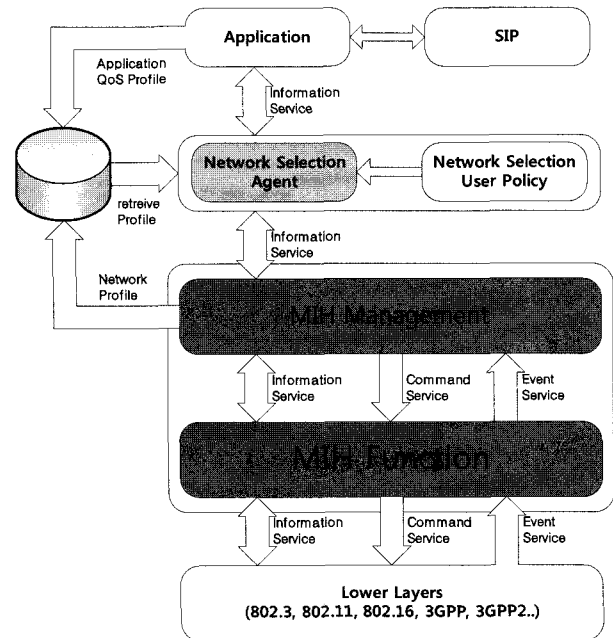 Application
SIP
Application
QoS Profile
Information
Service
Network Selection
Agent
Network Selection
User Policy
retreive
Profile
Information
Service
Network
Profile
MIH Management
Information
Service
Command
Service
Event
Service
MIH Function
Information
Service
Command
Service
Event
Service
Lower Layers
(802.3, 802.11, 802.16, 3GPP, 3GPP2..)